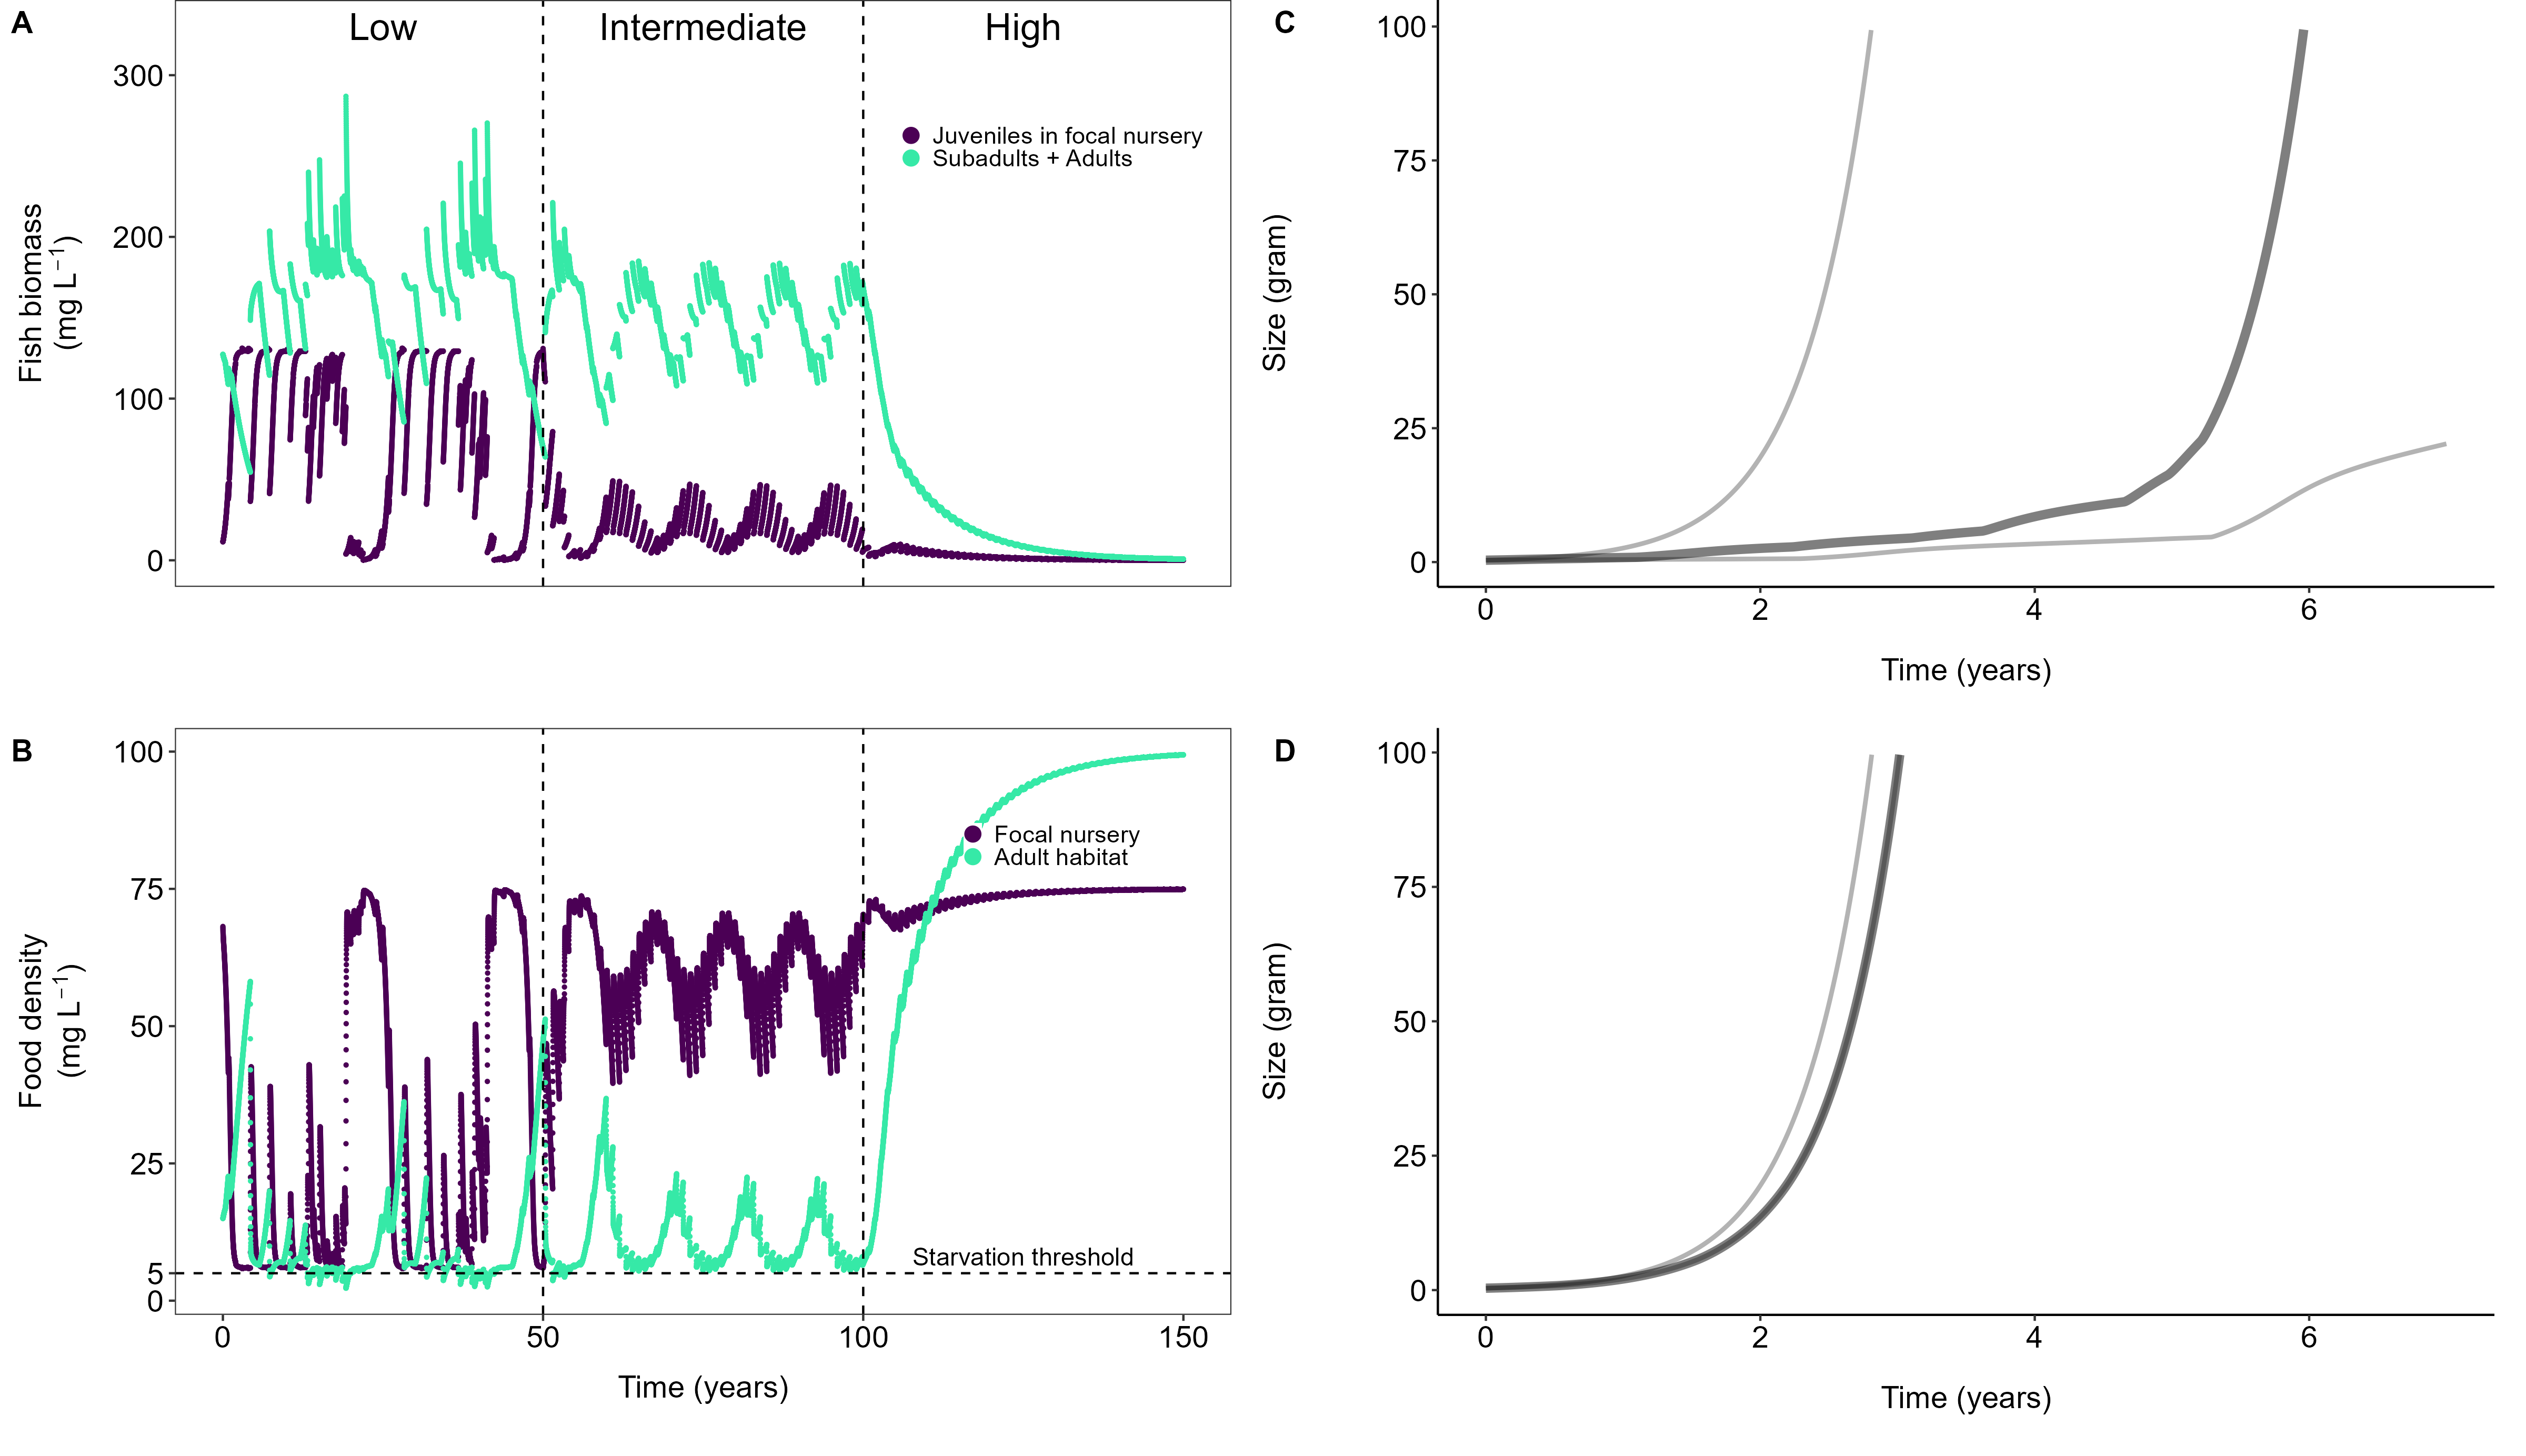 A
Low
Intermediate
High
300
200
100
0
Fish biomass
(mg L⁻¹)
Juveniles in focal nursery
Subadults + Adults
C
100
75
50
25
0
Size (gram)
0
2
4
6
Time (years)
B
100
75
50
25
5
0
Food density
(mg L⁻¹)
Focal nursery
Adult habitat
Starvation threshold
0
50
100
150
Time (years)
D
100
75
50
25
0
Size (gram)
0
2
4
6
Time (years)